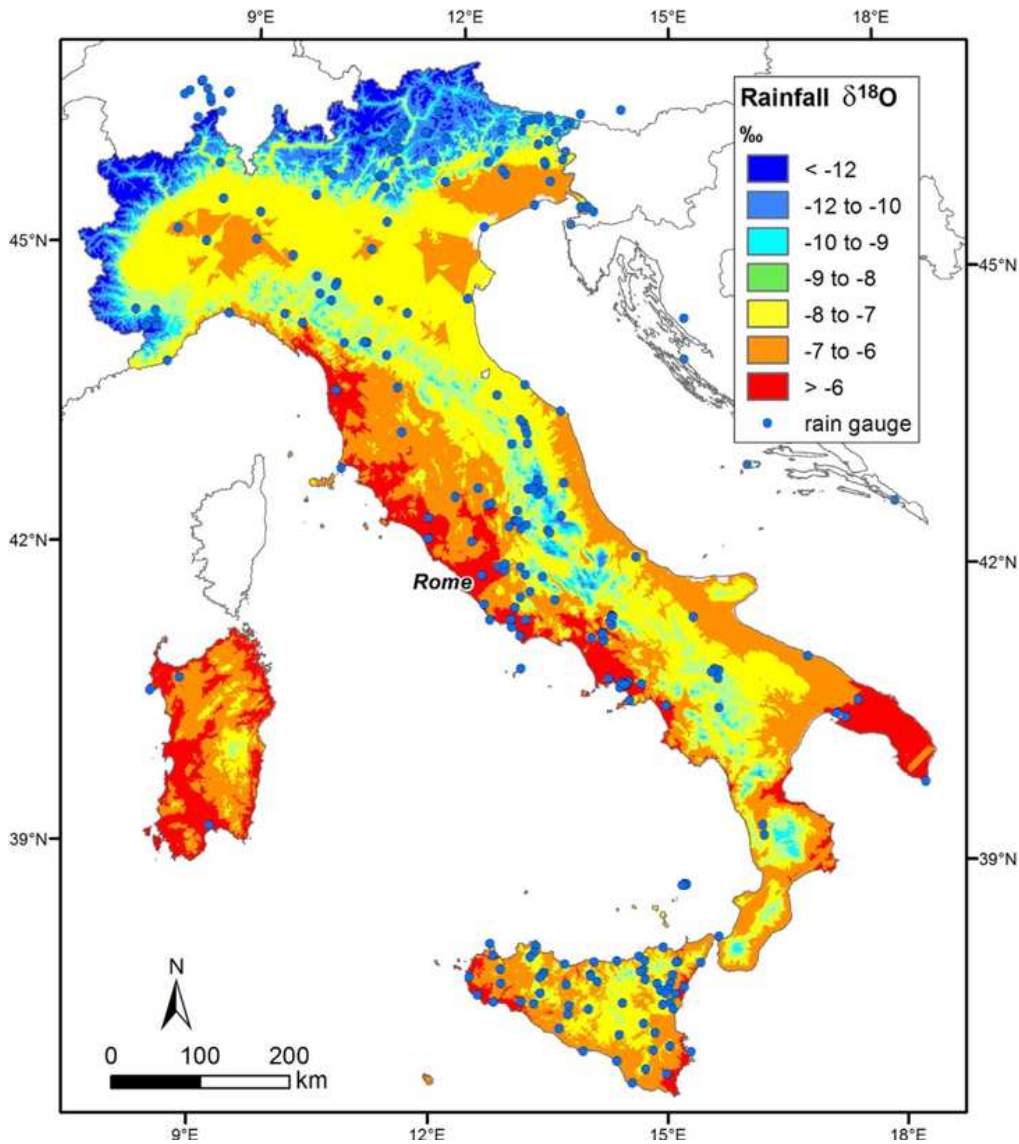 9°E 12°E 15°E 18°E
Rainfall δ¹⁸O
‰
< -12
-12 to -10
-10 to -9
-9 to -8
-8 to -7
-7 to -6
> -6
rain gauge
45°N 45°N
42°N 42°N
Rome
39°N 39°N
N
0 100 200
km
9°E 12°E 15°E 18°E